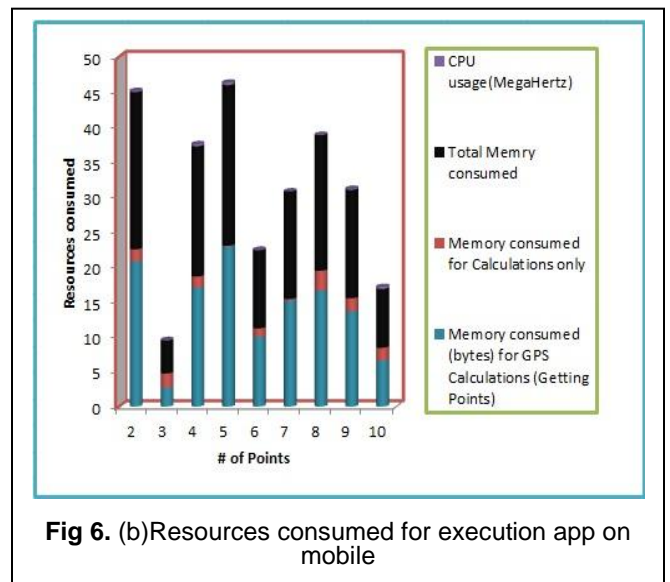 50
45
40
35
30
25
20
15
10
5
0
Resources consumed
2 3 4 5 6 7 8 9 10
# of Points
CPU
usage(MegaHertz)
Total Memry
consumed
Memory consumed
for Calculations only
Memory consumed
(bytes) for GPS
Calculations (Getting
Points)
Fig 6. (b)Resources consumed for execution app on
mobile